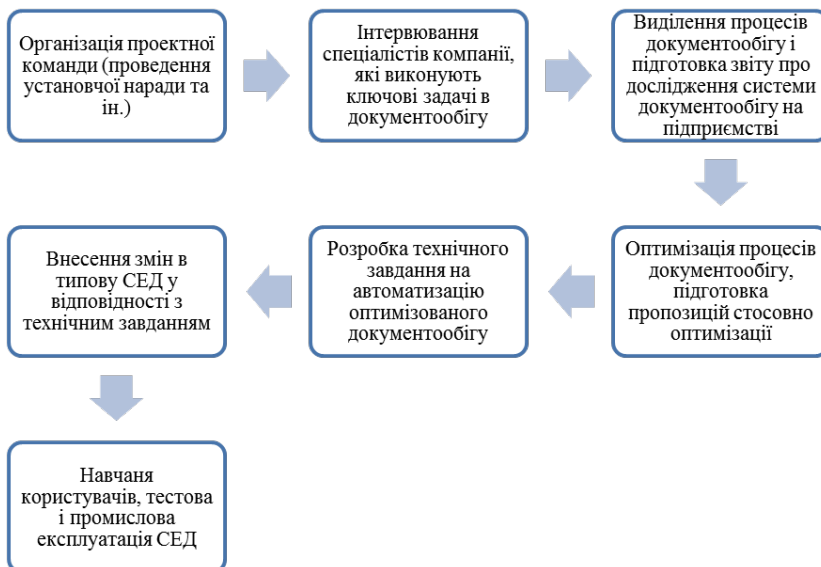 Організація проектної
команди (проведення
установчої наради та
ін.)
Інтервювання
спеціалістів компанії,
які виконують
ключові задачі в
документообігу
Виділення процесів
документообігу і
підготовка звіту про
дослідження системи
документообігу на
підприємстві
Оптимізація процесів
документообігу,
підготовка
пропозицій стосовно
оптимізації
Розробка технічного
завдання на
автоматизацію
оптимізованого
документообігу
Внесення змін в
типову СЕД у
відповідності з
технічним завданням
Навчаня
користувачів, тестова
і промислова
експлуатація СЕД